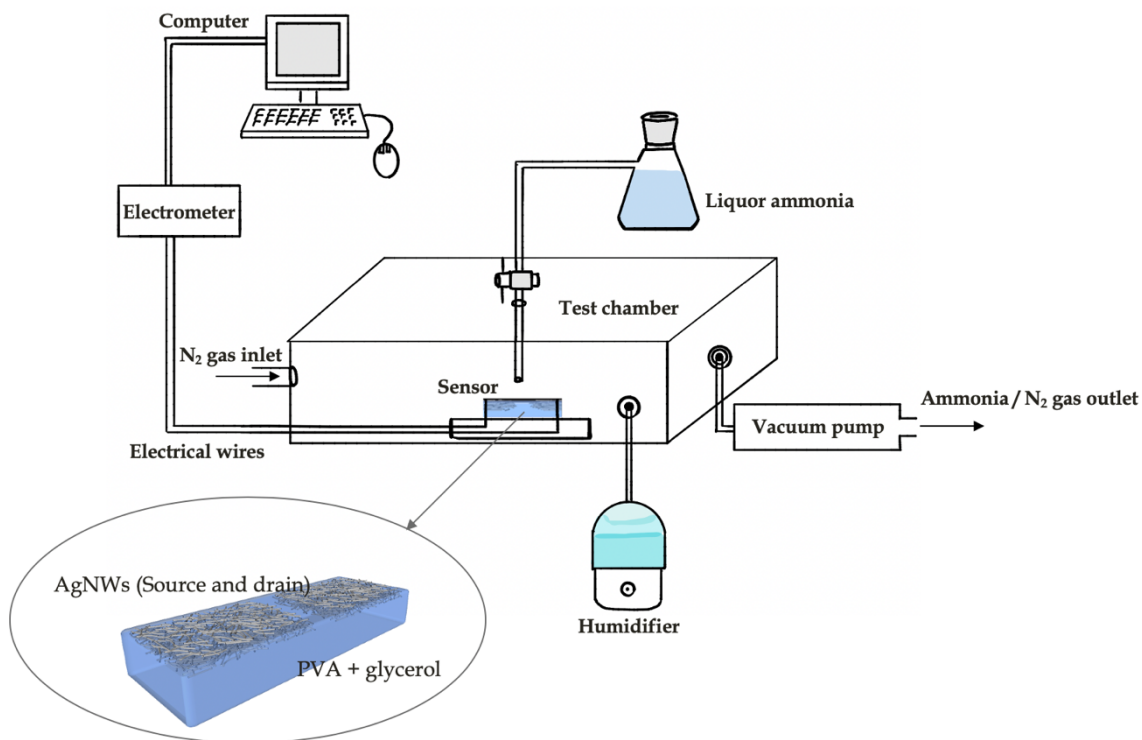 Computer
Electrometer
Liquor ammonia
Test chamber
N₂ gas inlet
Sensor
Ammonia / N₂ gas outlet
Vacuum pump
Electrical wires
AgNWs (Source and drain)
Humidifier
PVA + glycerol